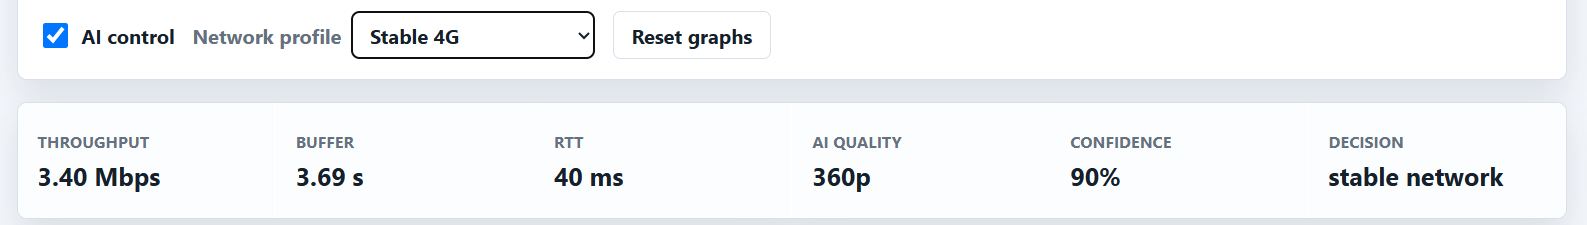 AI control Network profile Stable 4G Reset graphs
THROUGHPUT BUFFER RTT AI QUALITY CONFIDENCE DECISION
3.40 Mbps 3.69 s 40 ms 360p 90% stable network